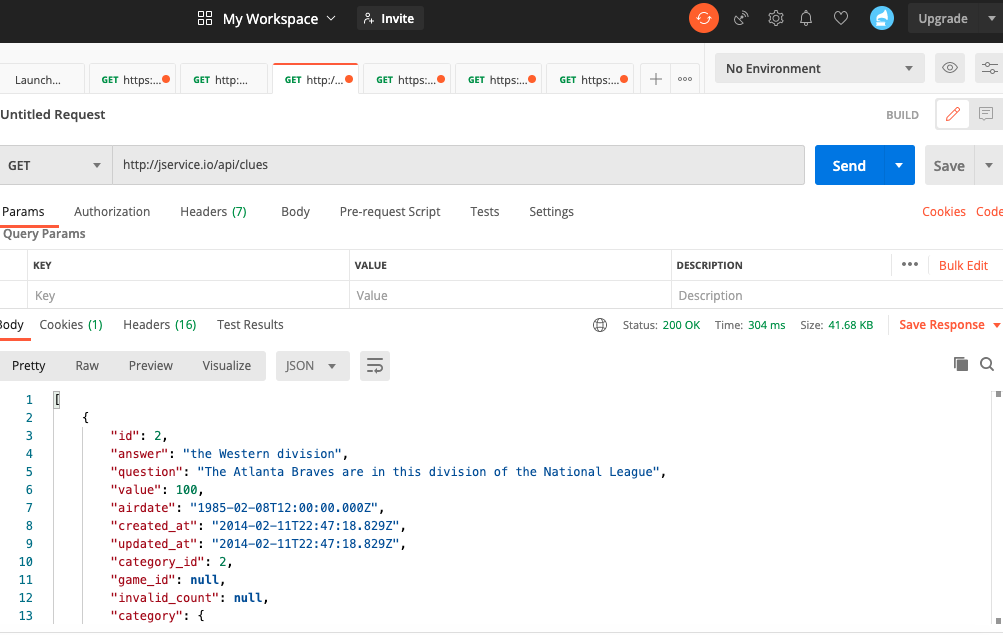 My Workspace Invite Upgrade
Launch... GET https:... GET http:... GET http:/... GET https:... GET https:... GET https:... No Environment
Untitled Request BUILD
GET http://jservice.io/api/clues Send Save
Params Authorization Headers (7) Body Pre-request Script Tests Settings Cookies Code
Query Params
KEY VALUE DESCRIPTION ••• Bulk Edit
Key Value Description
Body Cookies (1) Headers (16) Test Results Status: 200 OK Time: 304 ms Size: 41.68 KB Save Response
Pretty Raw Preview Visualize JSON
1 [
2 {
3 "id": 2,
4 "answer": "the Western division",
5 "question": "The Atlanta Braves are in this division of the National League",
6 "value": 100,
7 "airdate": "1985-02-08T12:00:00.000Z",
8 "created_at": "2014-02-11T22:47:18.829Z",
9 "updated_at": "2014-02-11T22:47:18.829Z",
10 "category_id": 2,
11 "game_id": null,
12 "invalid_count": null,
13 "category": {